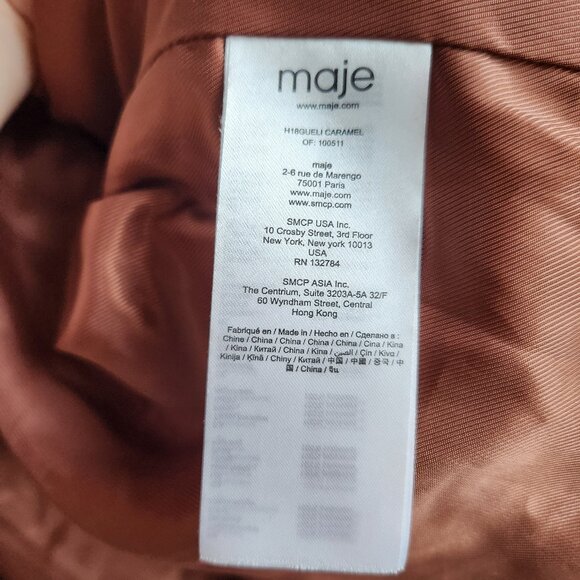 maje
www.maje.com
H18GUELI CARAMEL
OF: 100511
maje
2-6 rue de Marengo
75001 Paris
www.maje.com
www.smcp.com
SMCP USA Inc.
10 Crosby Street, 3rd Floor
New York, New york 10013
USA
RN 132784
SMCP ASIA Inc.
The Centrium, Suite 3203A-5A 32/F
60 Wyndham Street, Central
Hong Kong
Fabriqué en / Made in / Hecho en / Сделано в :
Chine / China / China / China / China / Cina / Kina
/ Kina / Китай / China / Kina / الصين / Çin / Kíva /
Kinija / Ķīnā / Chiny / Китай / 中国 / 中國 / 중국 / 中
国 / China / จีน